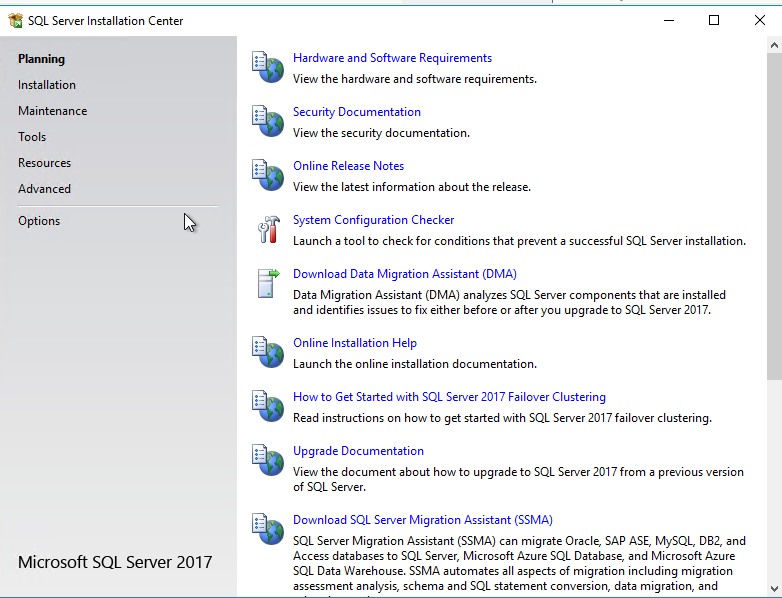 SQL Server Installation Center
Planning
Installation
Maintenance
Tools
Resources
Advanced
Options
Microsoft SQL Server 2017
Hardware and Software Requirements
View the hardware and software requirements.
Security Documentation
View the security documentation.
Online Release Notes
View the latest information about the release.
System Configuration Checker
Launch a tool to check for conditions that prevent a successful SQL Server installation.
Download Data Migration Assistant (DMA)
Data Migration Assistant (DMA) analyzes SQL Server components that are installed
and identifies issues to fix either before or after you upgrade to SQL Server 2017.
Online Installation Help
Launch the online installation documentation.
How to Get Started with SQL Server 2017 Failover Clustering
Read instructions on how to get started with SQL Server 2017 failover clustering.
Upgrade Documentation
View the document about how to upgrade to SQL Server 2017 from a previous version
of SQL Server.
Download SQL Server Migration Assistant (SSMA)
SQL Server Migration Assistant (SSMA) can migrate Oracle, SAP ASE, MySQL, DB2, and
Access databases to SQL Server, Microsoft Azure SQL Database, and Microsoft Azure
SQL Data Warehouse. SSMA automates all aspects of migration including migration
assessment analysis, schema and SQL statement conversion, data migration, and